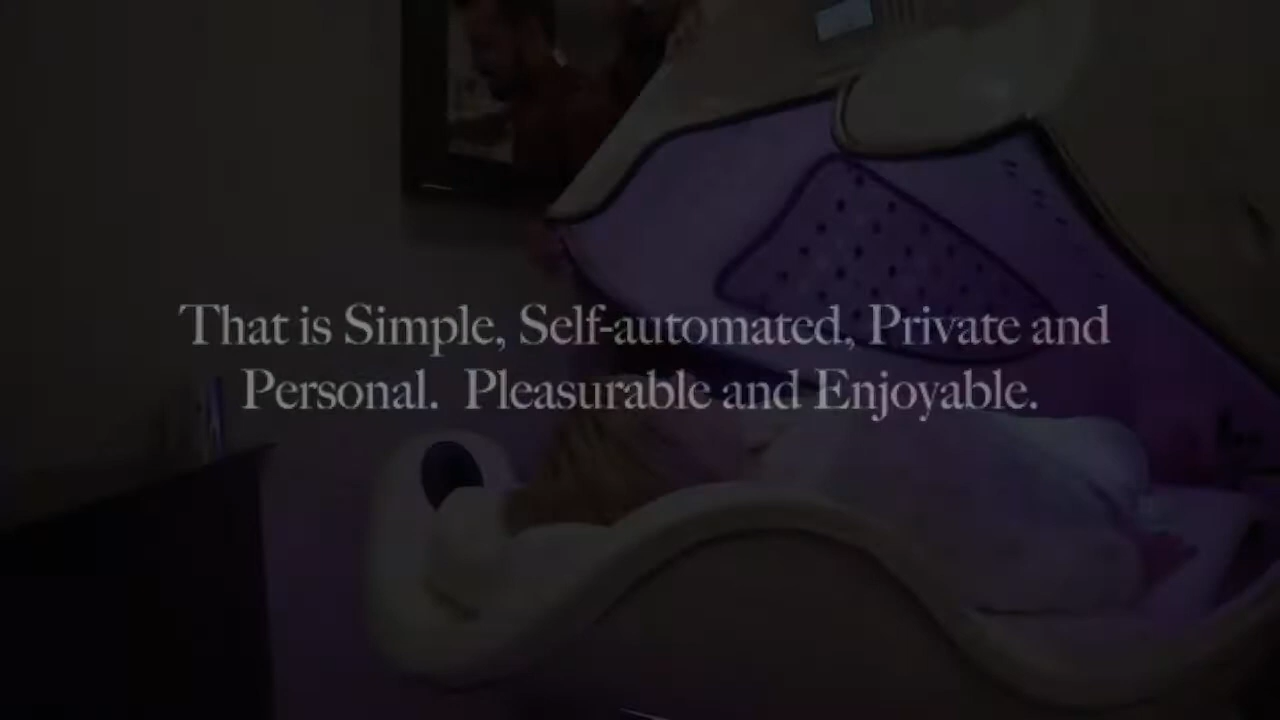 That is Simple, Self-automated, Private and
Personal.  Pleasurable and Enjoyable.